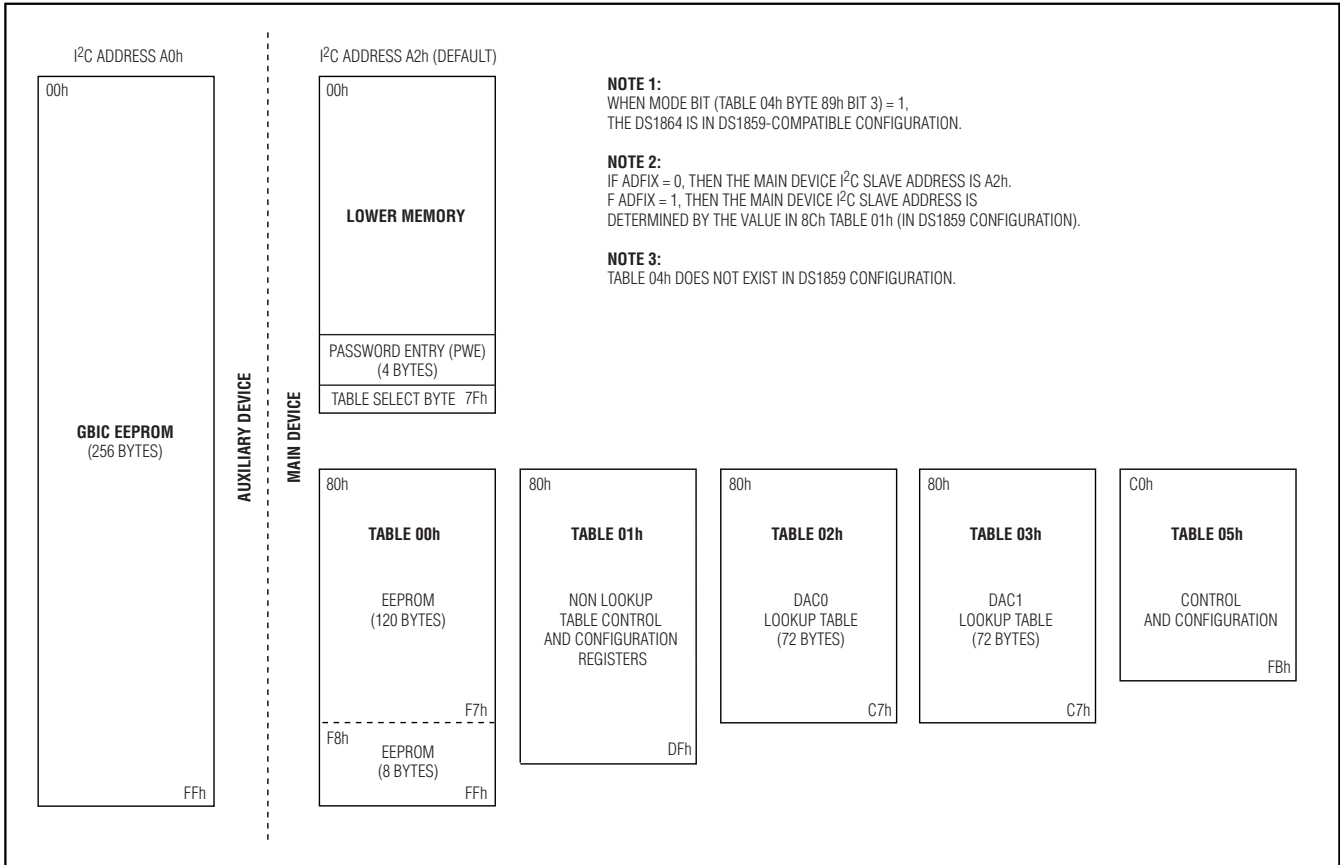 I2C ADDRESS A0h
00h
GBIC EEPROM
(256 BYTES)
FFh
AUXILIARY DEVICE
MAIN DEVICE
I2C ADDRESS A2h (DEFAULT)
00h
LOWER MEMORY
PASSWORD ENTRY (PWE)
(4 BYTES)
TABLE SELECT BYTE 7Fh
NOTE 1:
WHEN MODE BIT (TABLE 04h BYTE 89h BIT 3) = 1,
THE DS1864 IS IN DS1859-COMPATIBLE CONFIGURATION.
NOTE 2:
IF ADFIX = 0, THEN THE MAIN DEVICE I2C SLAVE ADDRESS IS A2h.
F ADFIX = 1, THEN THE MAIN DEVICE I2C SLAVE ADDRESS IS
DETERMINED BY THE VALUE IN 8Ch TABLE 01h (IN DS1859 CONFIGURATION).
NOTE 3:
TABLE 04h DOES NOT EXIST IN DS1859 CONFIGURATION.
80h
TABLE 00h
EEPROM
(120 BYTES)
F7h
F8h
EEPROM
(8 BYTES)
FFh
80h
TABLE 01h
NON LOOKUP
TABLE CONTROL
AND CONFIGURATION
REGISTERS
DFh
80h
TABLE 02h
DAC0
LOOKUP TABLE
(72 BYTES)
C7h
80h
TABLE 03h
DAC1
LOOKUP TABLE
(72 BYTES)
C7h
C0h
TABLE 05h
CONTROL
AND CONFIGURATION
FBh